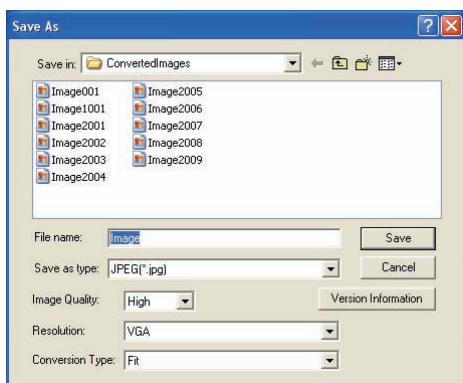 Save As
Save in: ConvertedImages
Image001
Image1001
Image2001
Image2002
Image2003
Image2004
Image2005
Image2006
Image2007
Image2008
Image2009
File name: Image Save
Save as type: JPEG(*.jpg) Cancel
Image Quality: High Version Information
Resolution: VGA
Conversion Type: Fit